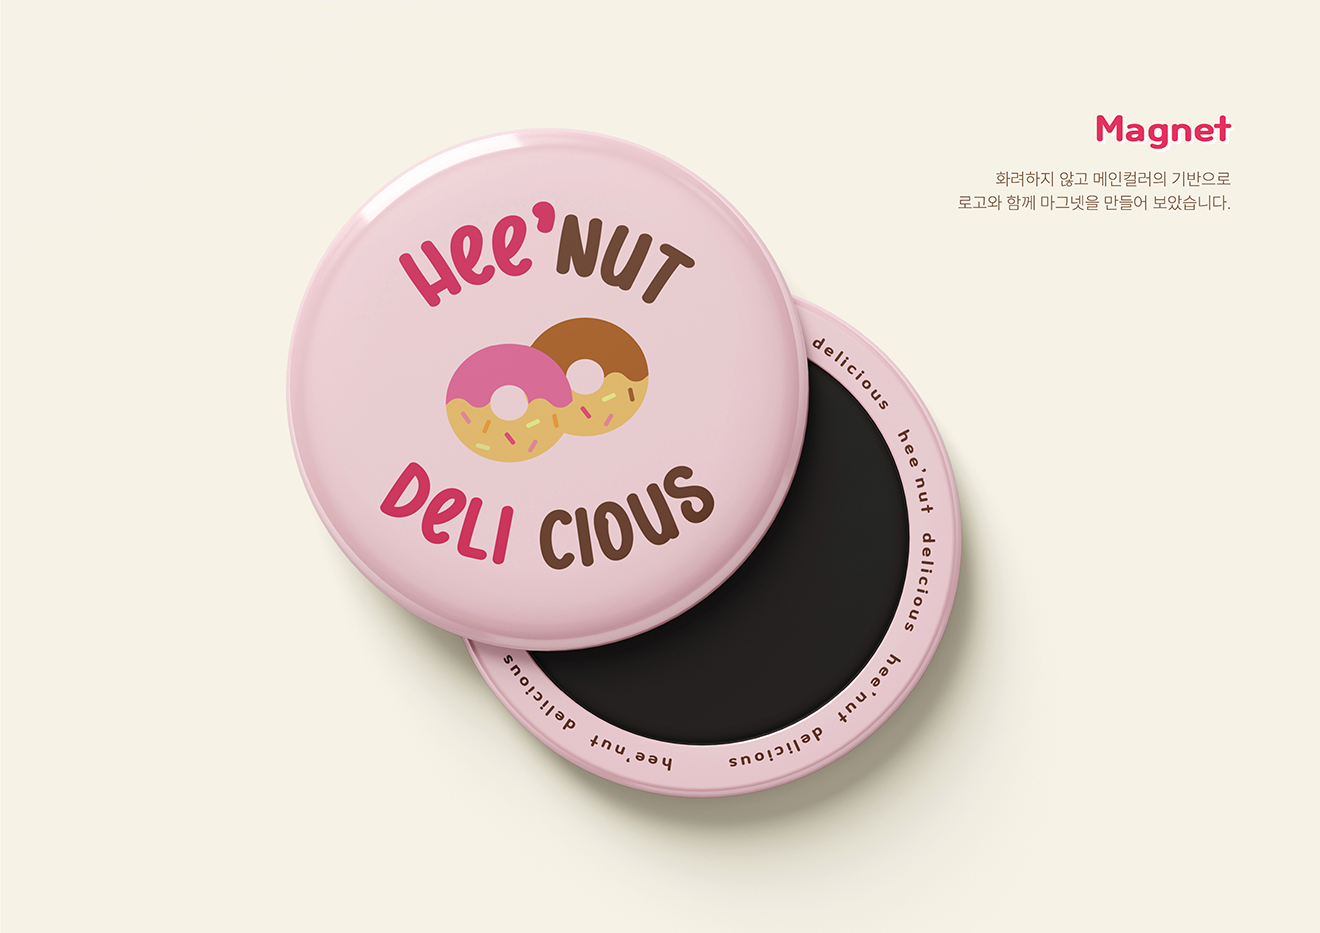 Magnet
화려하지 않고 메인컬러의 기반으로
로고와 함께 마그넷을 만들어 보았습니다.
Hee'NUT
DeLI CIOUS
delicious hee'nut delicious hee'nut delicious hee'nut delicious